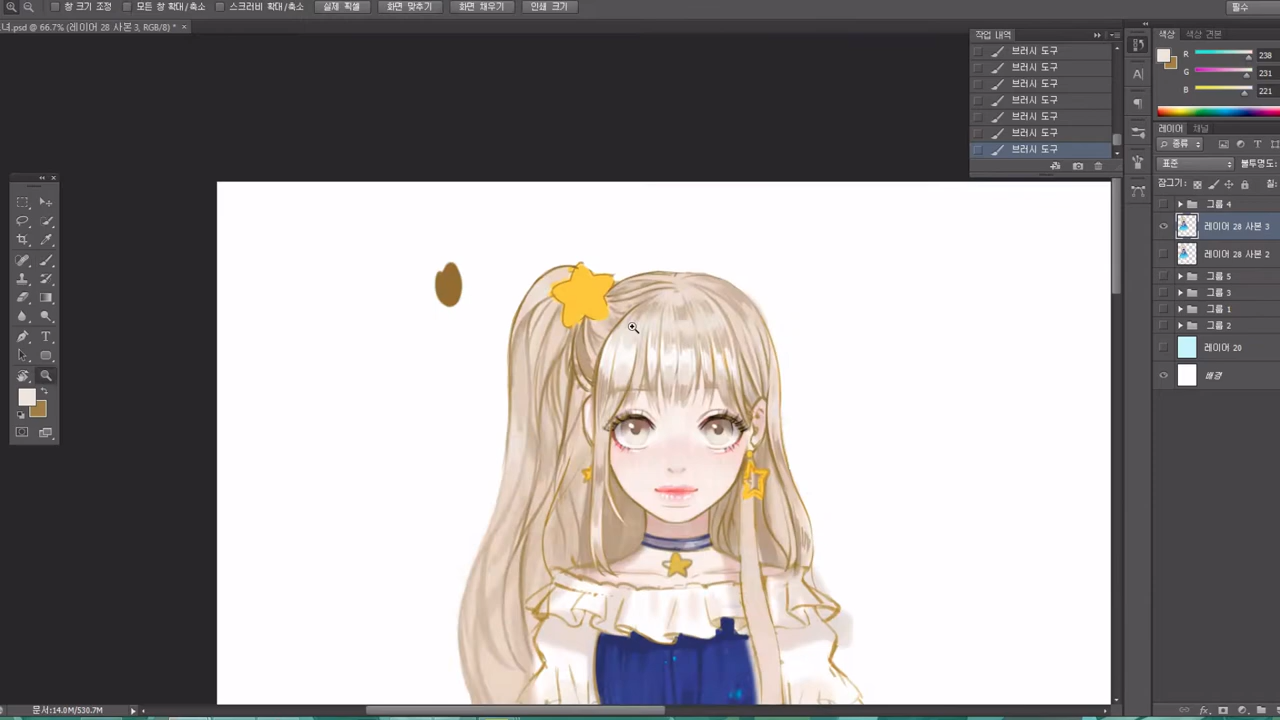 창 크기 조정
모든 창 확대/축소
스크러비 확대/축소
실제 픽셀
화면 맞추기
화면 채우기
인쇄 크기
필수
녀.psd @ 66.7% (레이어 28 사본 3, RGB/8) *
작업 내역
브러시 도구
브러시 도구
브러시 도구
브러시 도구
브러시 도구
브러시 도구
브러시 도구
색상
색상 견본
R 238
G 231
B 221
레이어
채널
종류
표준
불투명도:
잠그기:
칠:
그룹 4
레이어 28 사본 3
레이어 28 사본 2
그룹 5
그룹 3
그룹 1
그룹 2
레이어 20
배경
문서:14.0M/530.7M